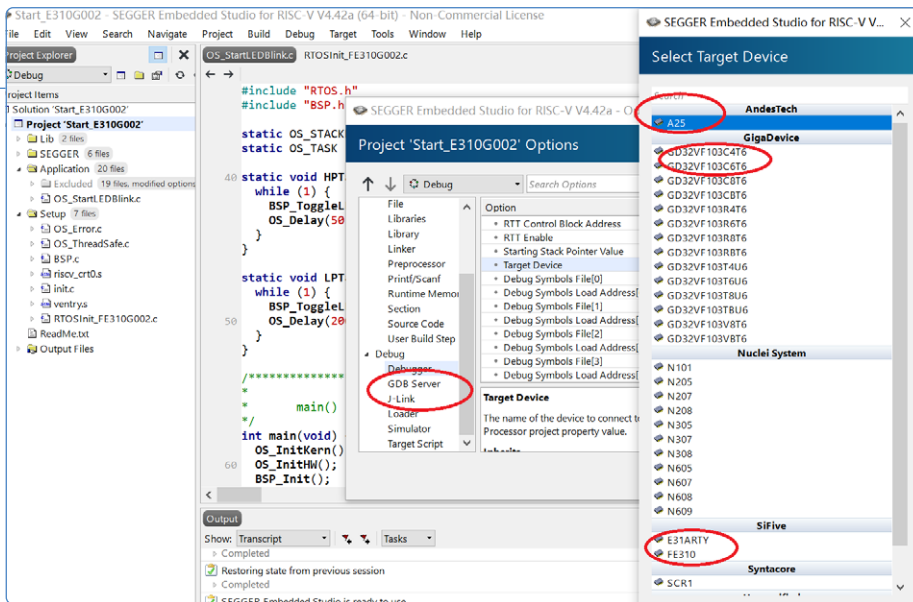 Start_E310G002 - SEGGER Embedded Studio for RISC-V V4.42a (64-bit) - Non-Commercial License
File Edit View Search Navigate Project Build Debug Target Tools Window Help
Project Explorer
Debug
Project Items
Solution 'Start_E310G002'
Project 'Start_E310G002'
Lib 2 files
SEGGER 6 files
Application 20 files
Excluded 19 files, modified options
OS_StartLEDBlink.c
Setup 7 files
OS_Error.c
OS_ThreadSafe.c
BSP.c
riscv_crt0.s
init.c
ventry.s
RTOSInit_FE310G002.c
ReadMe.txt
Output Files
OS_StartLEDBlink.c RTOSInit_FE310G002.c
#include "RTOS.h"
#include "BSP.h
static OS_STACK
static OS_TASK
40 static void HPT
while (1) {
BSP_ToggleL
OS_Delay(50
}
}
static void LPT
while (1) {
BSP_ToggleL
50 OS_Delay(20
}
}
/***************
*
* main()
*/
int main(void)
OS_InitKern()
60 OS_InitHW();
BSP_Init();
Output
Show: Transcript Tasks
Completed
Restoring state from previous session
Completed
SEGGER Embedded Studio is ready to use
SEGGER Embedded Studio for RISC-V V4.42a - O
Project 'Start_E310G002' Options
Debug Search Options
File
Libraries
Library
Linker
Preprocessor
Printf/Scanf
Runtime Memor
Section
Source Code
User Build Step
Debug
Debugger
GDB Server
J-Link
Loader
Simulator
Target Script
Option
RTT Control Block Address
RTT Enable
Starting Stack Pointer Value
Target Device
Debug Symbols File[0]
Debug Symbols Load Address[
Debug Symbols File[1]
Debug Symbols Load Address[
Debug Symbols File[2]
Debug Symbols Load Address[
Debug Symbols File[3]
Debug Symbols Load Address[
Target Device
The name of the device to connect t
Processor project property value.
Inherits
SEGGER Embedded Studio for RISC-V V...
Select Target Device
Search
AndesTech
A25
GigaDevice
GD32VF103C4T6
GD32VF103C6T6
GD32VF103C8T6
GD32VF103CBT6
GD32VF103R4T6
GD32VF103R6T6
GD32VF103R8T6
GD32VF103RBT6
GD32VF103T4U6
GD32VF103T6U6
GD32VF103T8U6
GD32VF103TBU6
GD32VF103V8T6
GD32VF103VBT6
Nuclei System
N101
N205
N207
N208
N305
N307
N308
N605
N607
N608
N609
SiFive
E31ARTY
FE310
Syntacore
SCR1